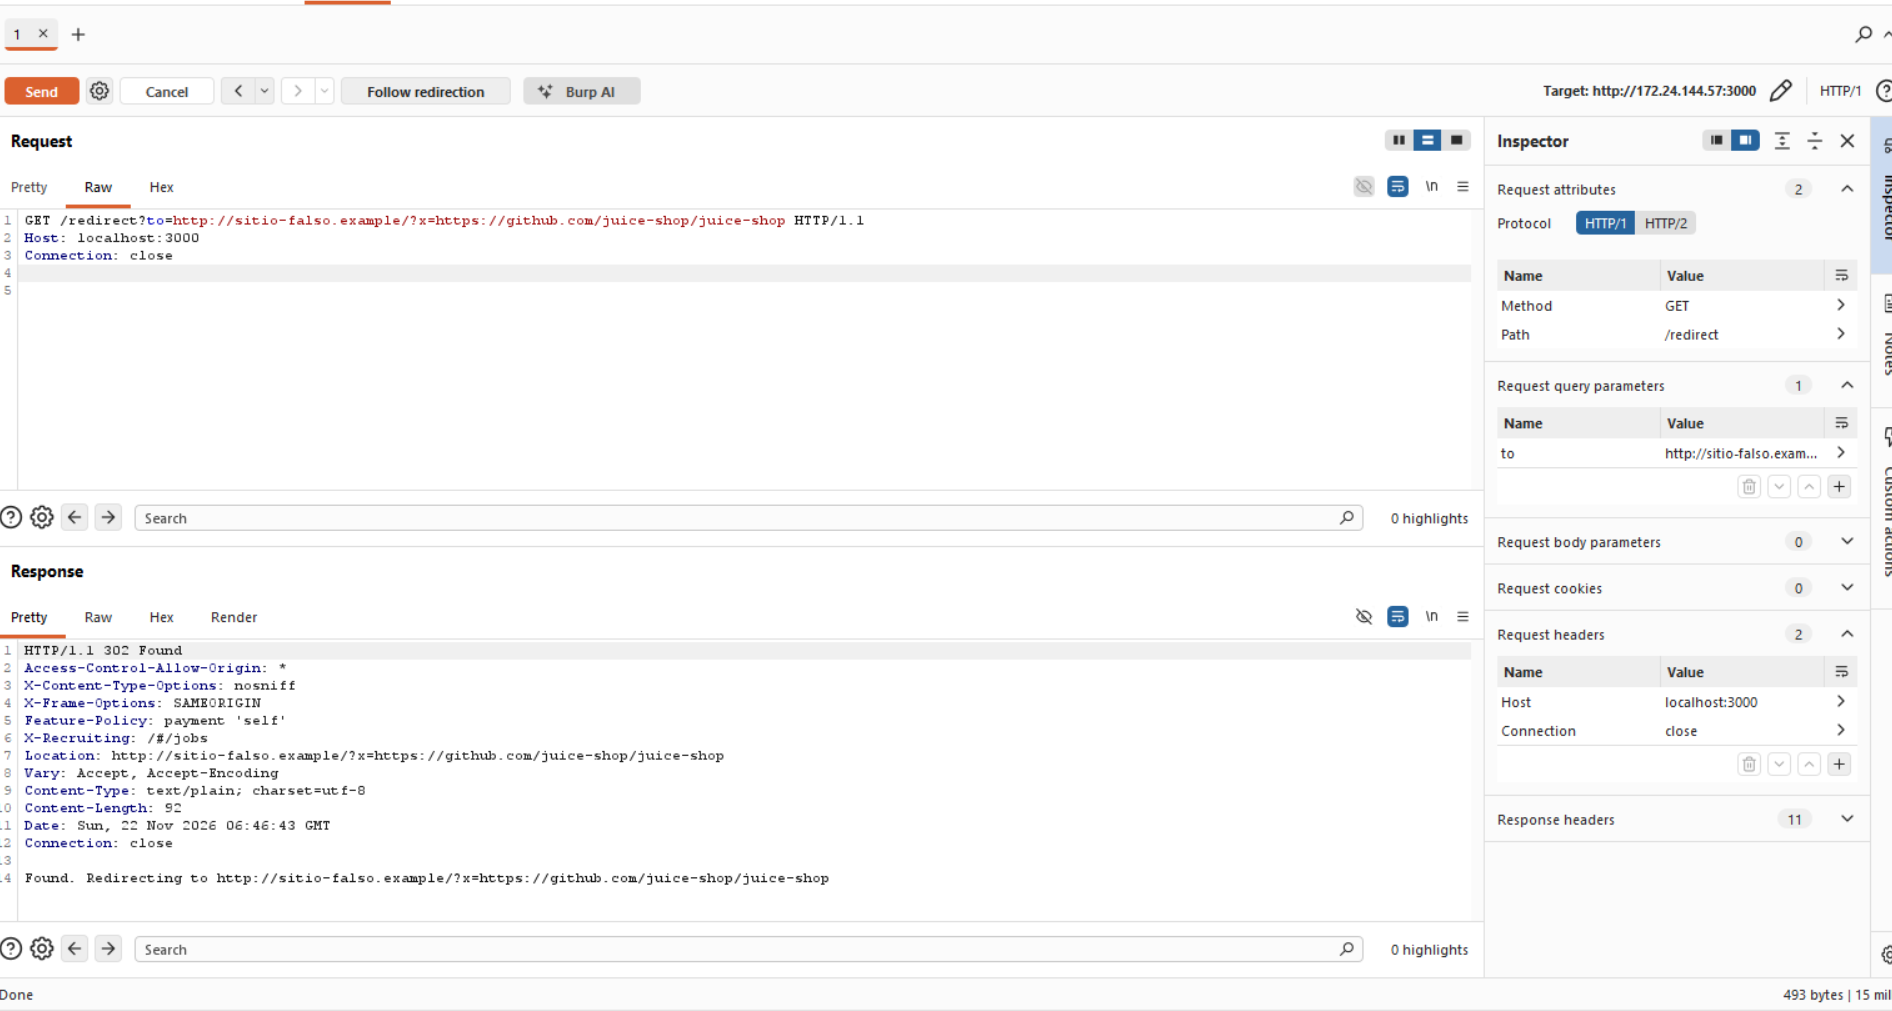 1 × +
Send Cancel < > Follow redirection Burp AI Target: http://172.24.144.57:3000 HTTP/1
Request
Pretty Raw Hex \n
1 GET /redirect?to=http://sitio-falso.example/?x=https://github.com/juice-shop/juice-shop HTTP/1.1
2 Host: localhost:3000
3 Connection: close
4
5
Search 0 highlights
Response
Pretty Raw Hex Render \n
1 HTTP/1.1 302 Found
2 Access-Control-Allow-Origin: *
3 X-Content-Type-Options: nosniff
4 X-Frame-Options: SAMEORIGIN
5 Feature-Policy: payment 'self'
6 X-Recruiting: /#/jobs
7 Location: http://sitio-falso.example/?x=https://github.com/juice-shop/juice-shop
8 Vary: Accept, Accept-Encoding
9 Content-Type: text/plain; charset=utf-8
10 Content-Length: 92
11 Date: Sun, 22 Nov 2026 06:46:43 GMT
12 Connection: close
13
14 Found. Redirecting to http://sitio-falso.example/?x=https://github.com/juice-shop/juice-shop
Search 0 highlights
Done
Inspector
Request attributes 2
Protocol HTTP/1 HTTP/2
Name Value
Method GET
Path /redirect
Request query parameters 1
Name Value
to http://sitio-falso.exam...
Request body parameters 0
Request cookies 0
Request headers 2
Name Value
Host localhost:3000
Connection close
Response headers 11
Inspector
Notes
Custom actions
493 bytes | 15 mil